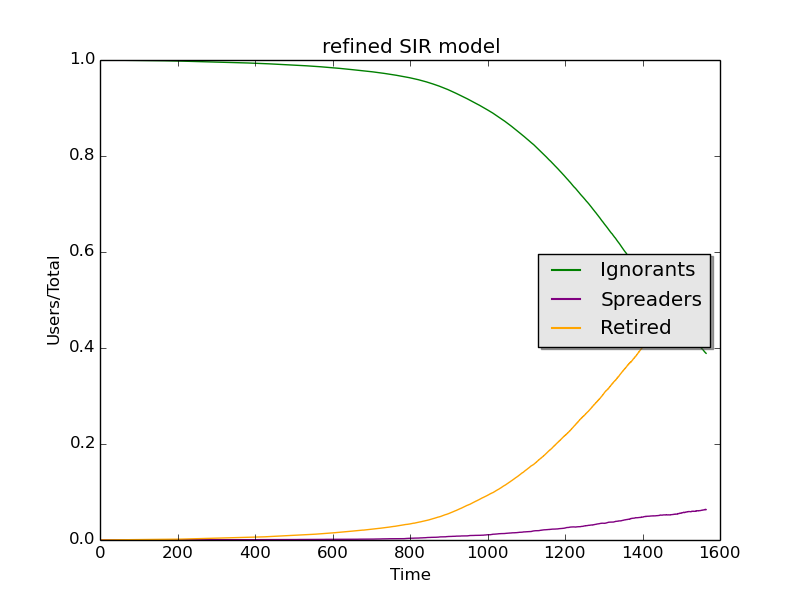 refined SIR model
1.0
0.8
0.6
0.4
0.2
0.0
Users/Total
Ignorants
Spreaders
Retired
0 200 400 600 800 1000 1200 1400 1600
Time